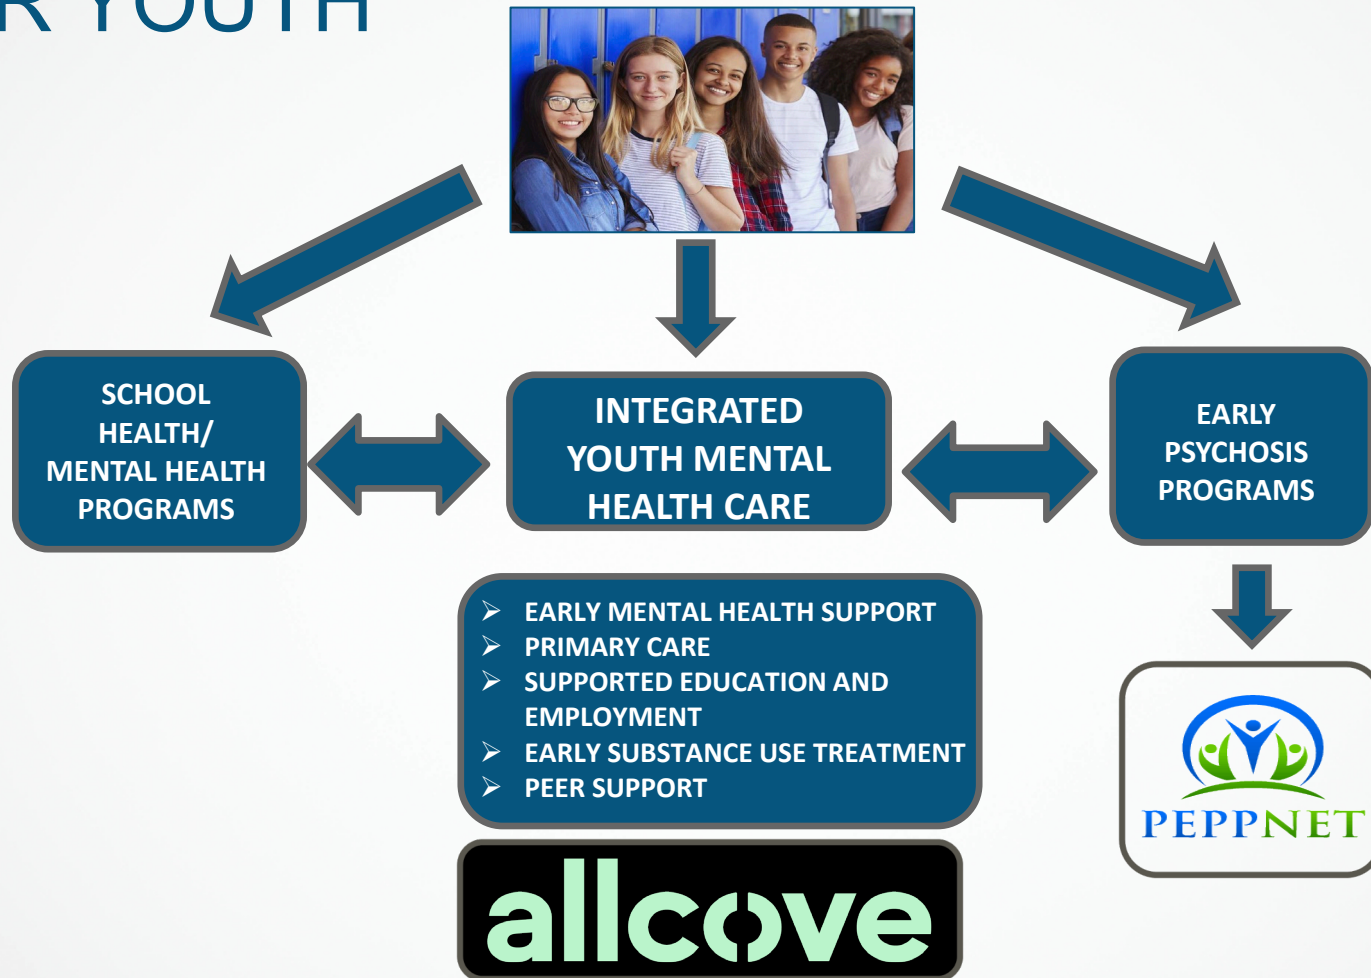 R YOUTH
SCHOOL
HEALTH/
MENTAL HEALTH
PROGRAMS
INTEGRATED
YOUTH MENTAL
HEALTH CARE
EARLY
PSYCHOSIS
PROGRAMS
➢ EARLY MENTAL HEALTH SUPPORT
➢ PRIMARY CARE
➢ SUPPORTED EDUCATION AND
EMPLOYMENT
➢ EARLY SUBSTANCE USE TREATMENT
➢ PEER SUPPORT
PEPPNET
allcove